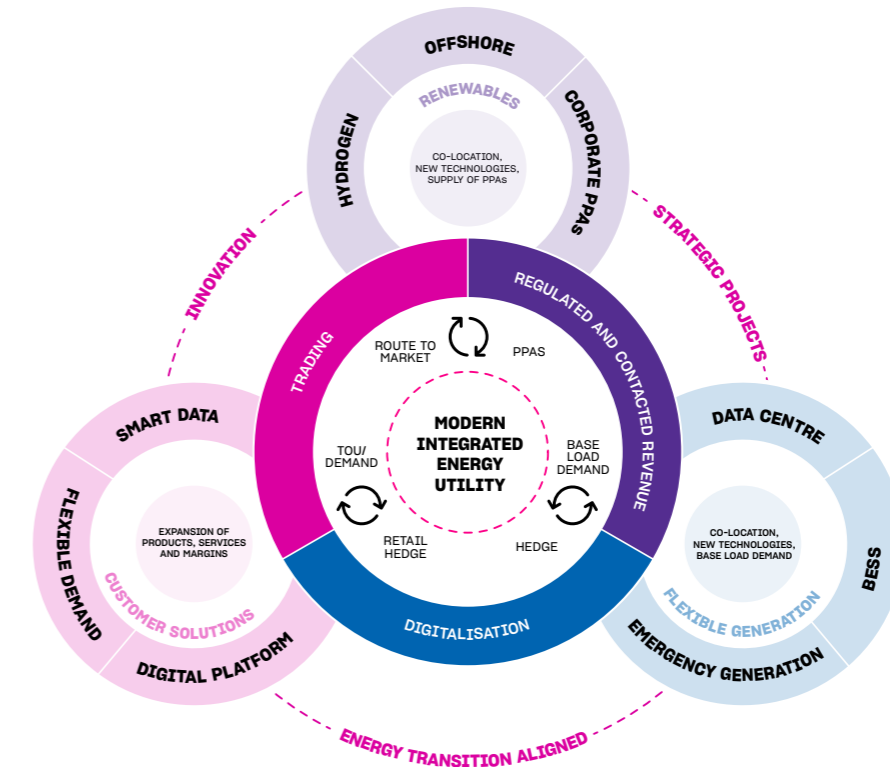 OFFSHORE
HYDROGEN
CORPORATE PPAs
RENEWABLES
CO-LOCATION,
NEW TECHNOLOGIES,
SUPPLY OF PPAs
INNOVATION
STRATEGIC PROJECTS
TRADING
REGULATED AND CONTACTED REVENUE
ROUTE TO
MARKET
PPAS
MODERN
INTEGRATED
ENERGY
UTILITY
TOU/
DEMAND
BASE
LOAD
DEMAND
RETAIL
HEDGE
HEDGE
DIGITALISATION
SMART DATA
FLEXIBLE DEMAND
DIGITAL PLATFORM
EXPANSION OF
PRODUCTS, SERVICES
AND MARGINS
CUSTOMER SOLUTIONS
DATA CENTRE
BESS
EMERGENCY GENERATION
CO-LOCATION,
NEW TECHNOLOGIES,
BASE LOAD DEMAND
FLEXIBLE GENERATION
ENERGY TRANSITION ALIGNED